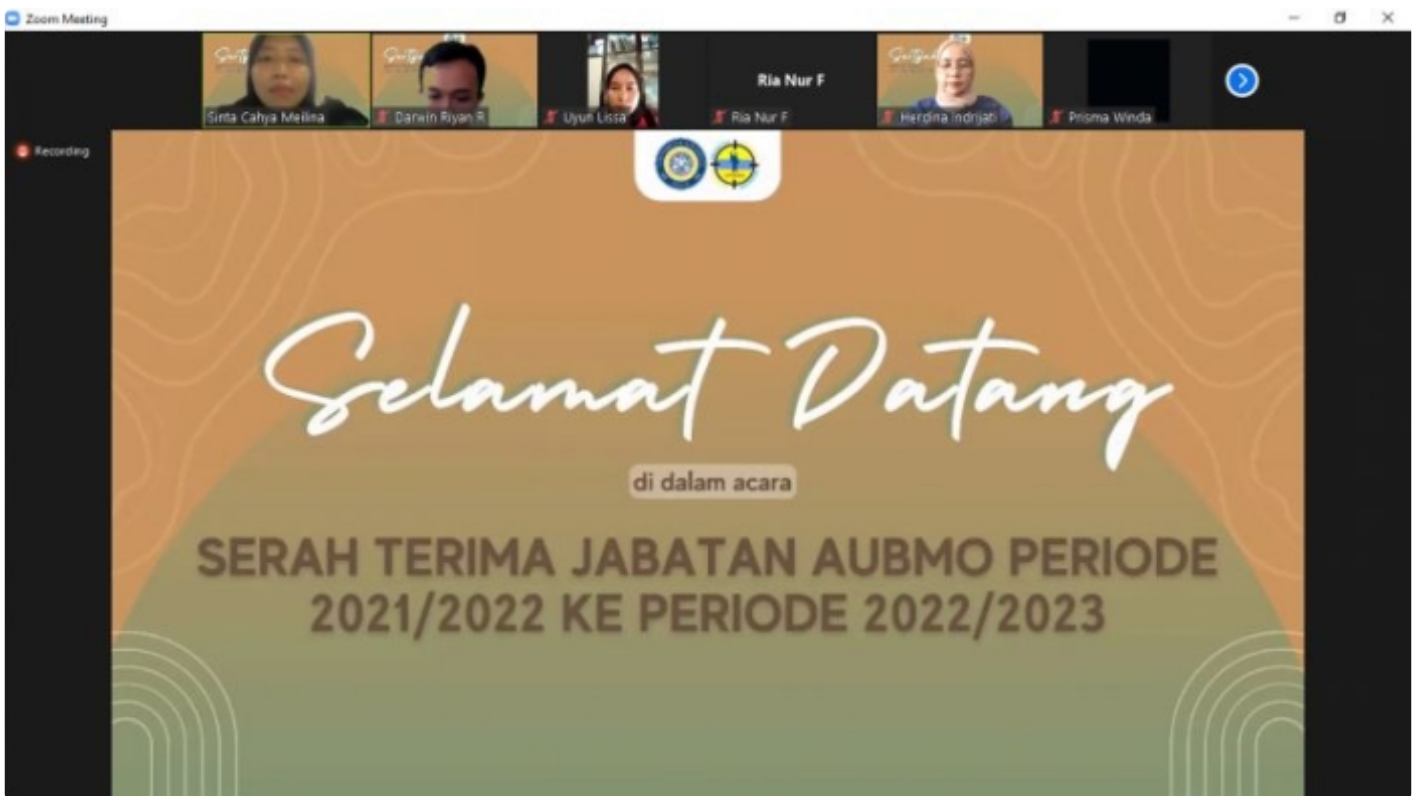 Zoom Meeting
Ria Nur F
Sinta Cahya Meilina
Darwin Riyan R
Uyun Lissa
Ria Nur F
Herdina Indrijati
Prisma Winda
Recording
Selamat Datang
di dalam acara
SERAH TERIMA JABATAN AUBMO PERIODE
2021/2022 KE PERIODE 2022/2023